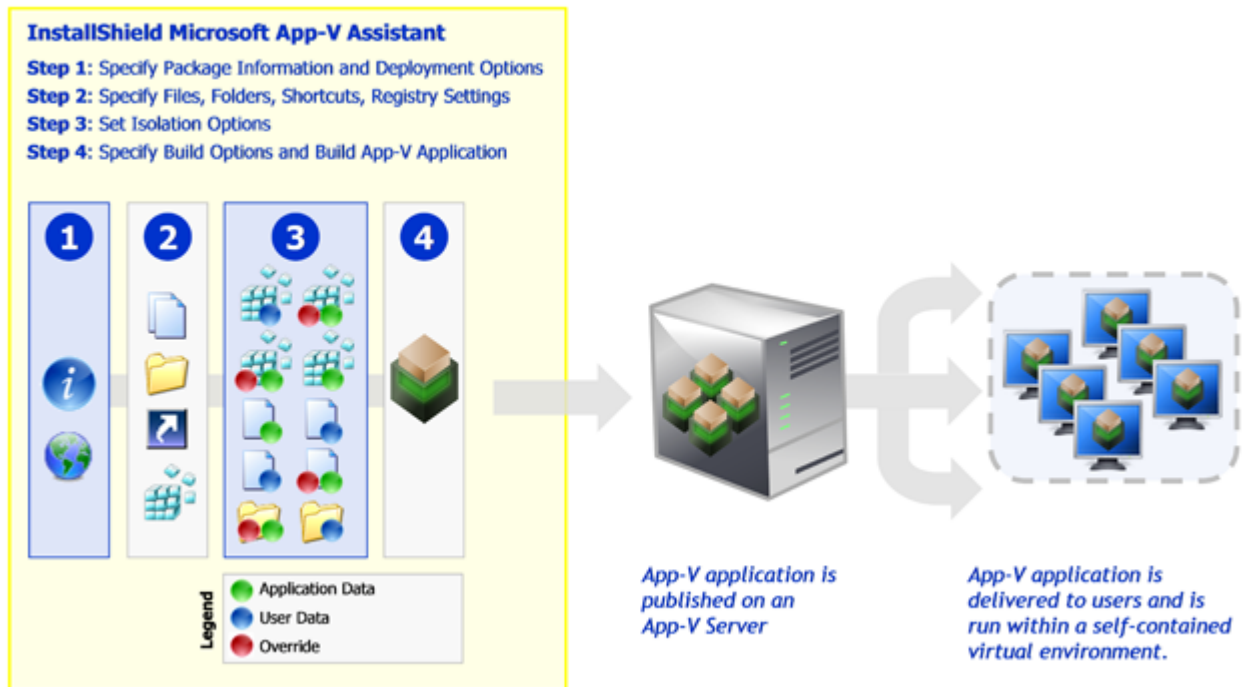 InstallShield Microsoft App-V Assistant
Step 1: Specify Package Information and Deployment Options
Step 2: Specify Files, Folders, Shortcuts, Registry Settings
Step 3: Set Isolation Options
Step 4: Specify Build Options and Build App-V Application
1
2
3
4
i
Legend
Application Data
User Data
Override
App-V application is
published on an
App-V Server
App-V application is
delivered to users and is
run within a self-contained
virtual environment.